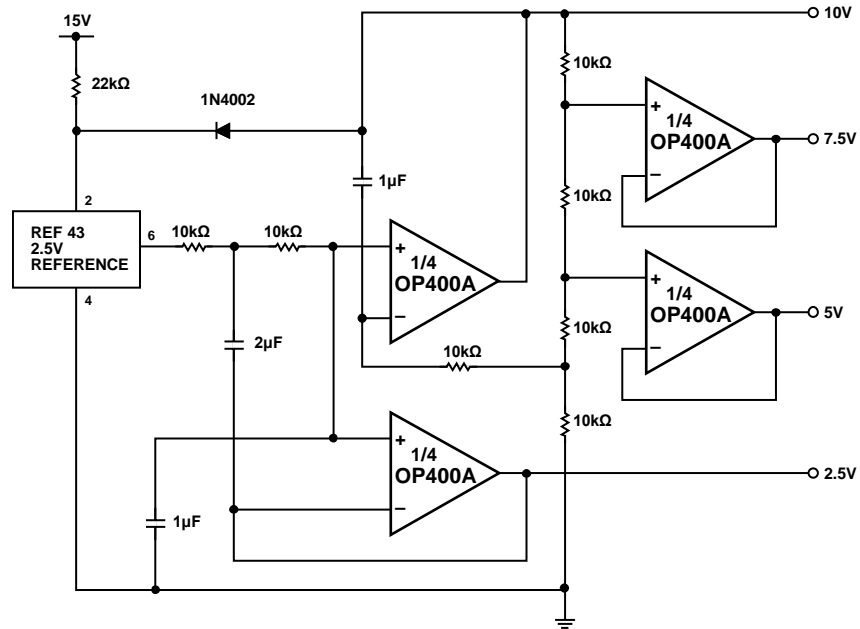 15V
10V
22kΩ
1N4002
10kΩ
+
1/4
OP400A
–
7.5V
1µF
10kΩ
2
REF 43
2.5V
REFERENCE
6
10kΩ
10kΩ
4
+
1/4
OP400A
–
+
1/4
OP400A
–
5V
2µF
10kΩ
10kΩ
10kΩ
+
1/4
OP400A
–
2.5V
1µF